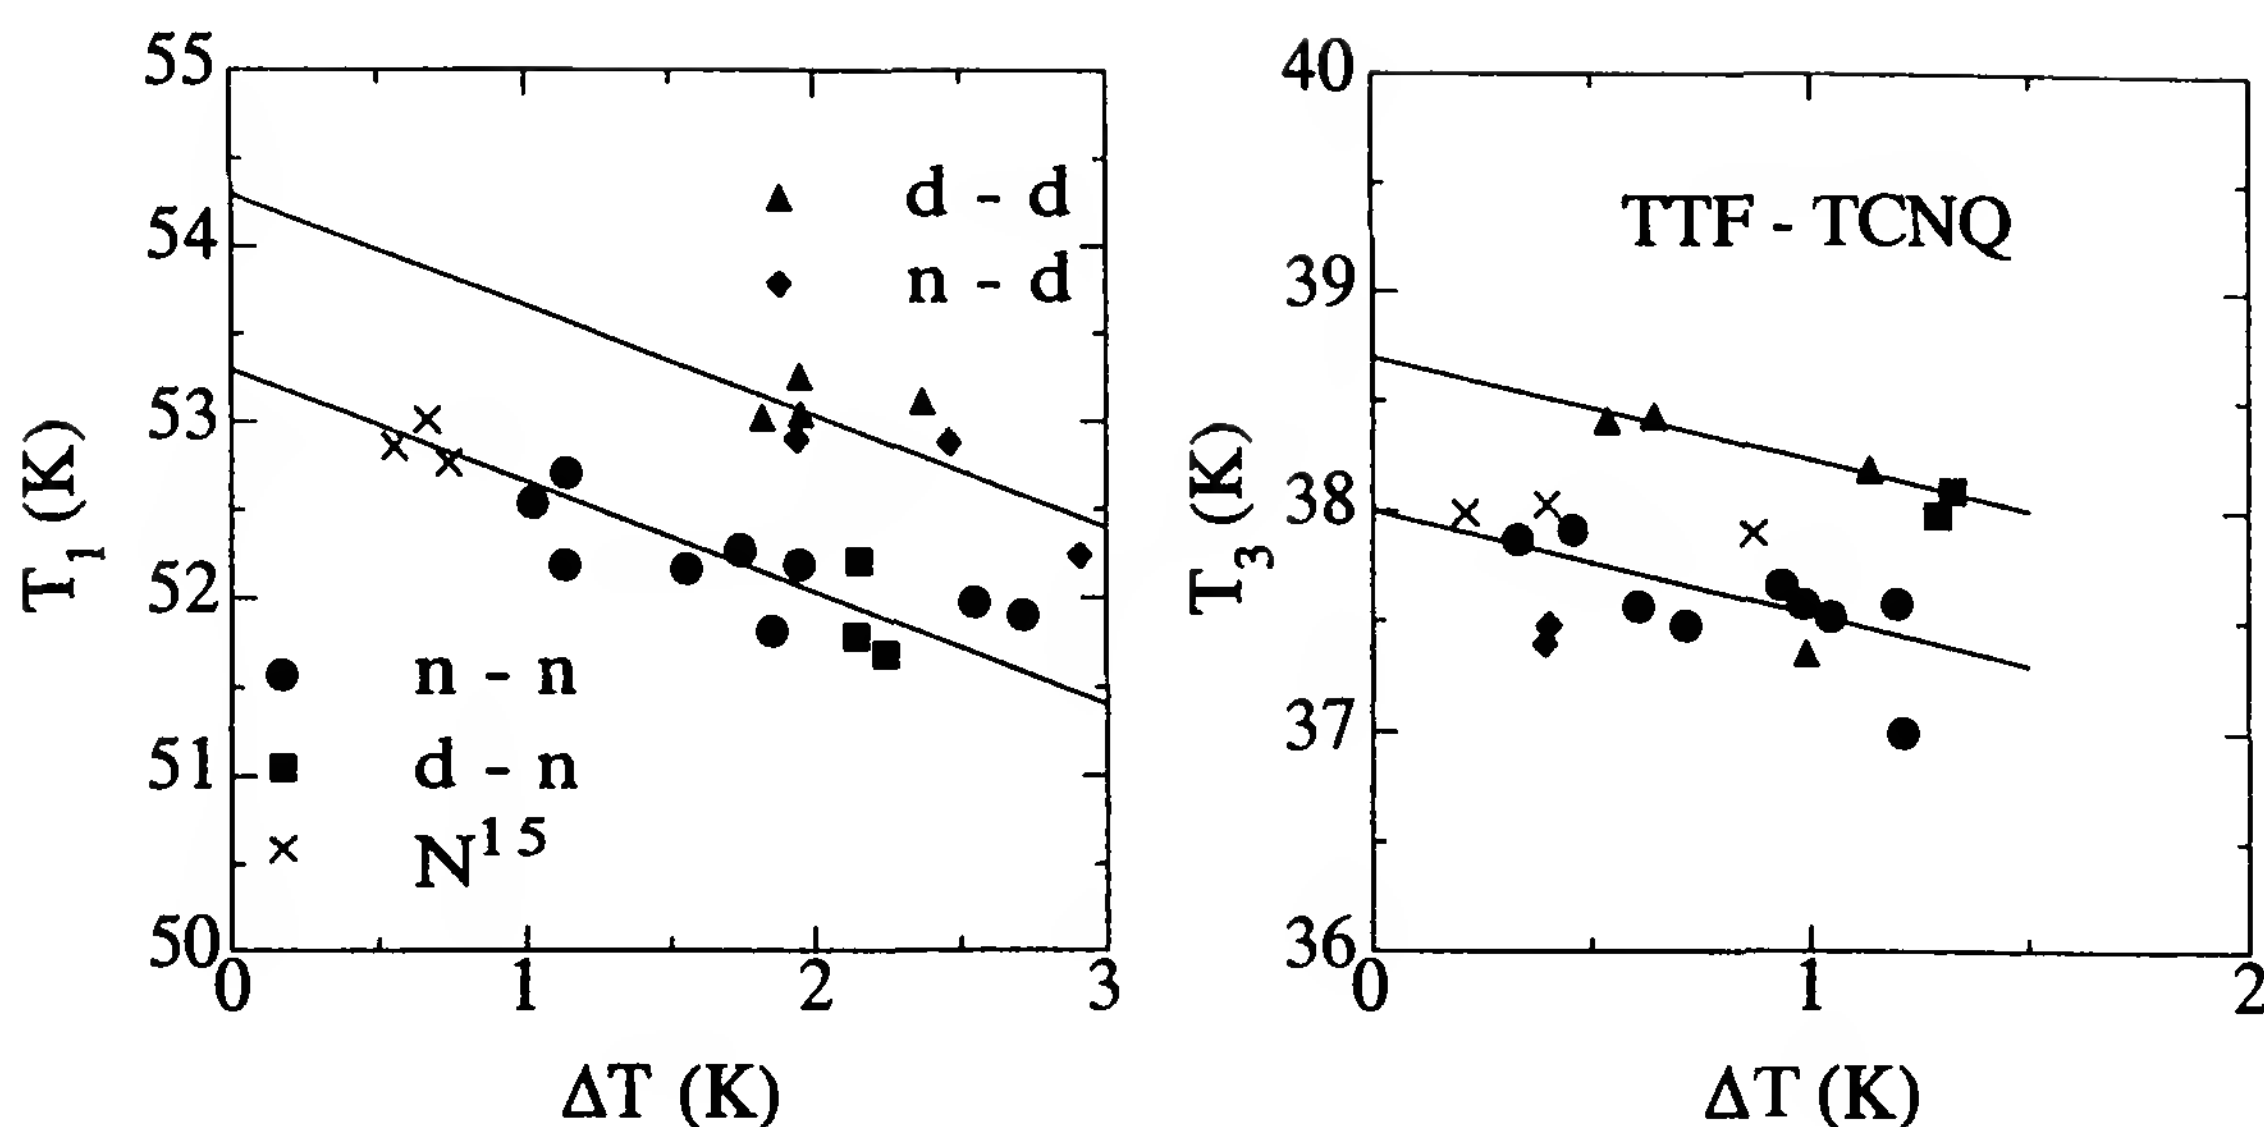 55
54
53
52
51
50
0 1 2 3
T1 (K)
ΔT (K)
▲ d - d
◆ n - d
● n - n
■ d - n
× N¹⁵
40
39
38
37
36
0 1 2
T3 (K)
ΔT (K)
TTF - TCNQ